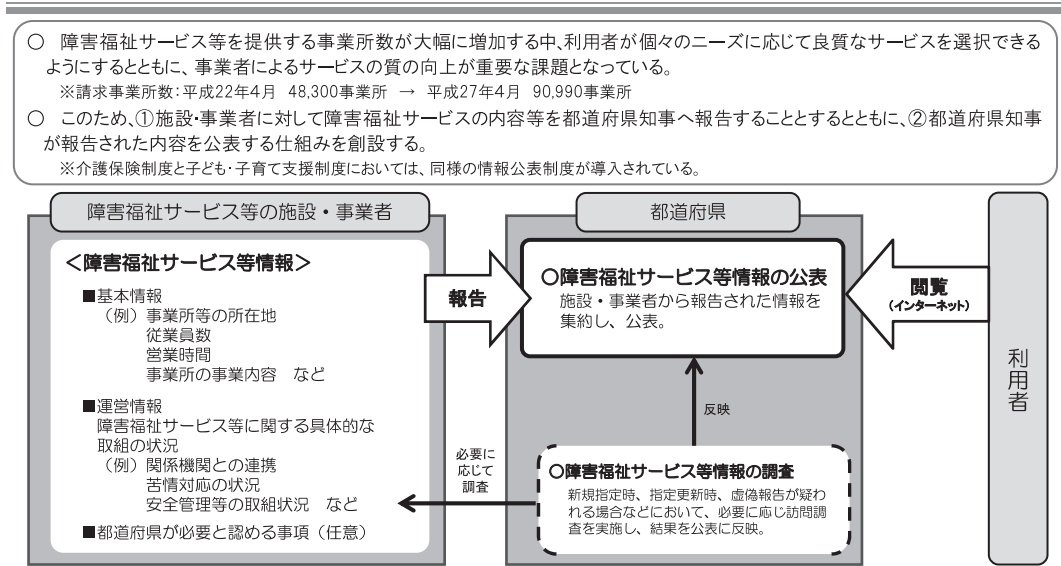 ○ 障害福祉サービス等を提供する事業所数が大幅に増加する中、利用者が個々のニーズに応じて良質なサービスを選択できる
ようにするとともに、事業者によるサービスの質の向上が重要な課題となっている。
※請求事業所数：平成22年4月 48,300事業所 → 平成27年4月 90,990事業所
○ このため、①施設・事業者に対して障害福祉サービスの内容等を都道府県知事へ報告することとするとともに、②都道府県知事
が報告された内容を公表する仕組みを創設する。
※介護保険制度と子ども・子育て支援制度においては、同様の情報公表制度が導入されている。
障害福祉サービス等の施設・事業者
＜障害福祉サービス等情報＞
■基本情報
（例）事業所等の所在地
従業員数
営業時間
事業所の事業内容 など
■運営情報
障害福祉サービス等に関する具体的な
取組の状況
（例）関係機関との連携
苦情対応の状況
安全管理等の取組状況 など
■都道府県が必要と認める事項（任意）
報告
必要に
応じて
調査
都道府県
○障害福祉サービス等情報の公表
施設・事業者から報告された情報を
集約し、公表。
反映
○障害福祉サービス等情報の調査
新規指定時、指定更新時、虚偽報告が疑わ
れる場合などにおいて、必要に応じ訪問調
査を実施し、結果を公表に反映。
閲覧
（インターネット）
利用者